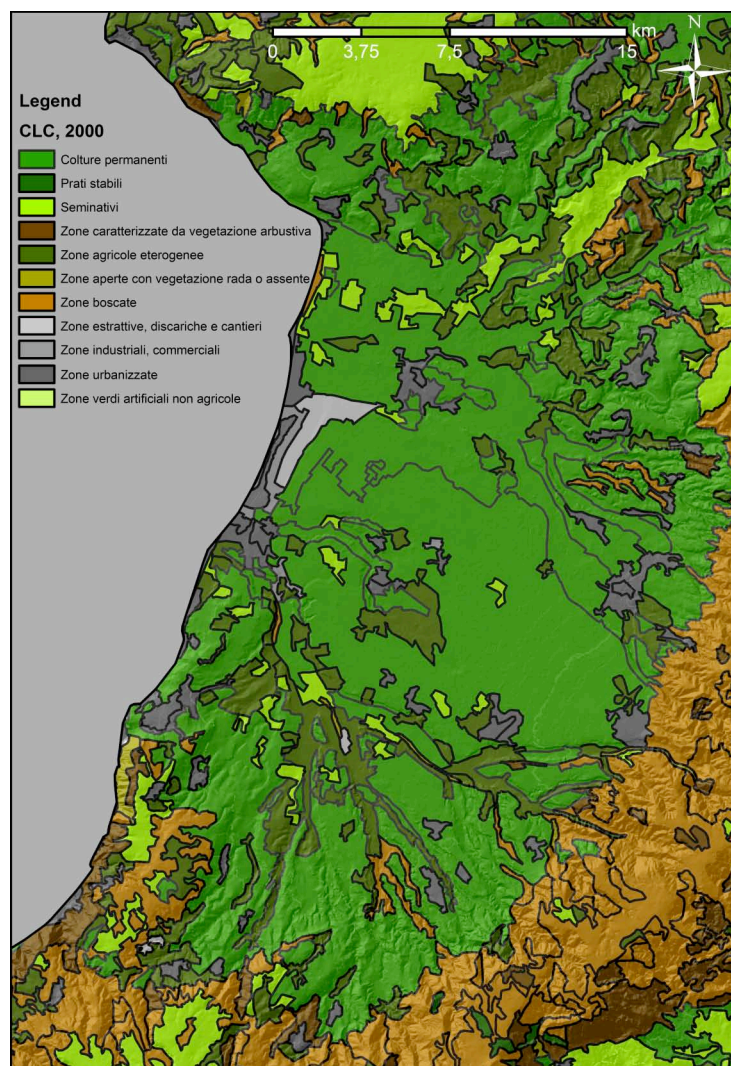 N
km
0 3,75 7,5 15
Legend
CLC, 2000
Colture permanenti
Prati stabili
Seminativi
Zone caratterizzate da vegetazione arbustiva
Zone agricole eterogenee
Zone aperte con vegetazione rada o assente
Zone boscate
Zone estrattive, discariche e cantieri
Zone industriali, commerciali
Zone urbanizzate
Zone verdi artificiali non agricole